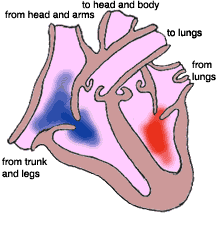 to head and body
from head and arms
to lungs
from
lungs
from trunk
and legs